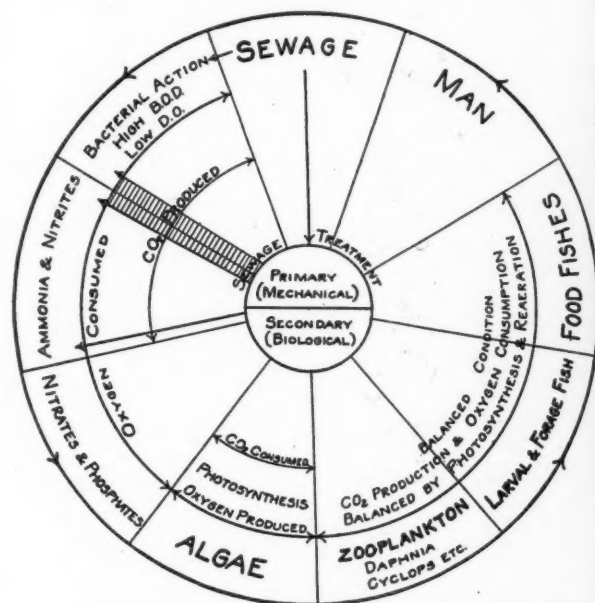 SEWAGE
MAN
FOOD FISHES
LARVAL & FORAGE FISH
ZOOPLANKTON
DAPHNIA
CYCLOPS ETC.
ALGAE
NITRATES & PHOSPHATES
AMMONIA & NITRITES
BACTERIAL ACTION
HIGH B.O.D.
LOW D.O.
CO2 PRODUCED
OXYGEN CONSUMED
CO2 CONSUMED
PHOTOSYNTHESIS
OXYGEN PRODUCED
BALANCED CONDITION
CO2 PRODUCTION & OXYGEN CONSUMPTION
BALANCED BY PHOTOSYNTHESIS & REAERATION
SEWAGE TREATMENT
PRIMARY
(MECHANICAL)
SECONDARY
(BIOLOGICAL)